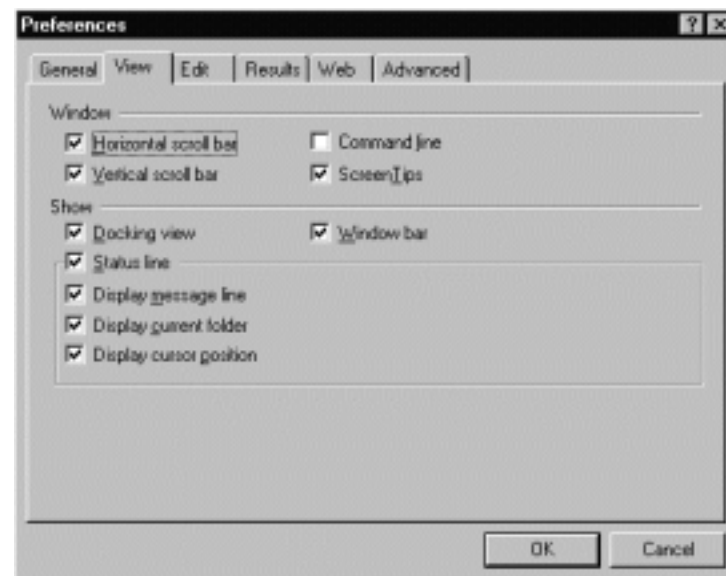 Preferences
General View Edit Results Web Advanced
Window
Horizontal scroll bar Command line
Vertical scroll bar ScreenTips
Show
Docking view Window bar
Status line
Display message line
Display current folder
Display cursor position
OK Cancel